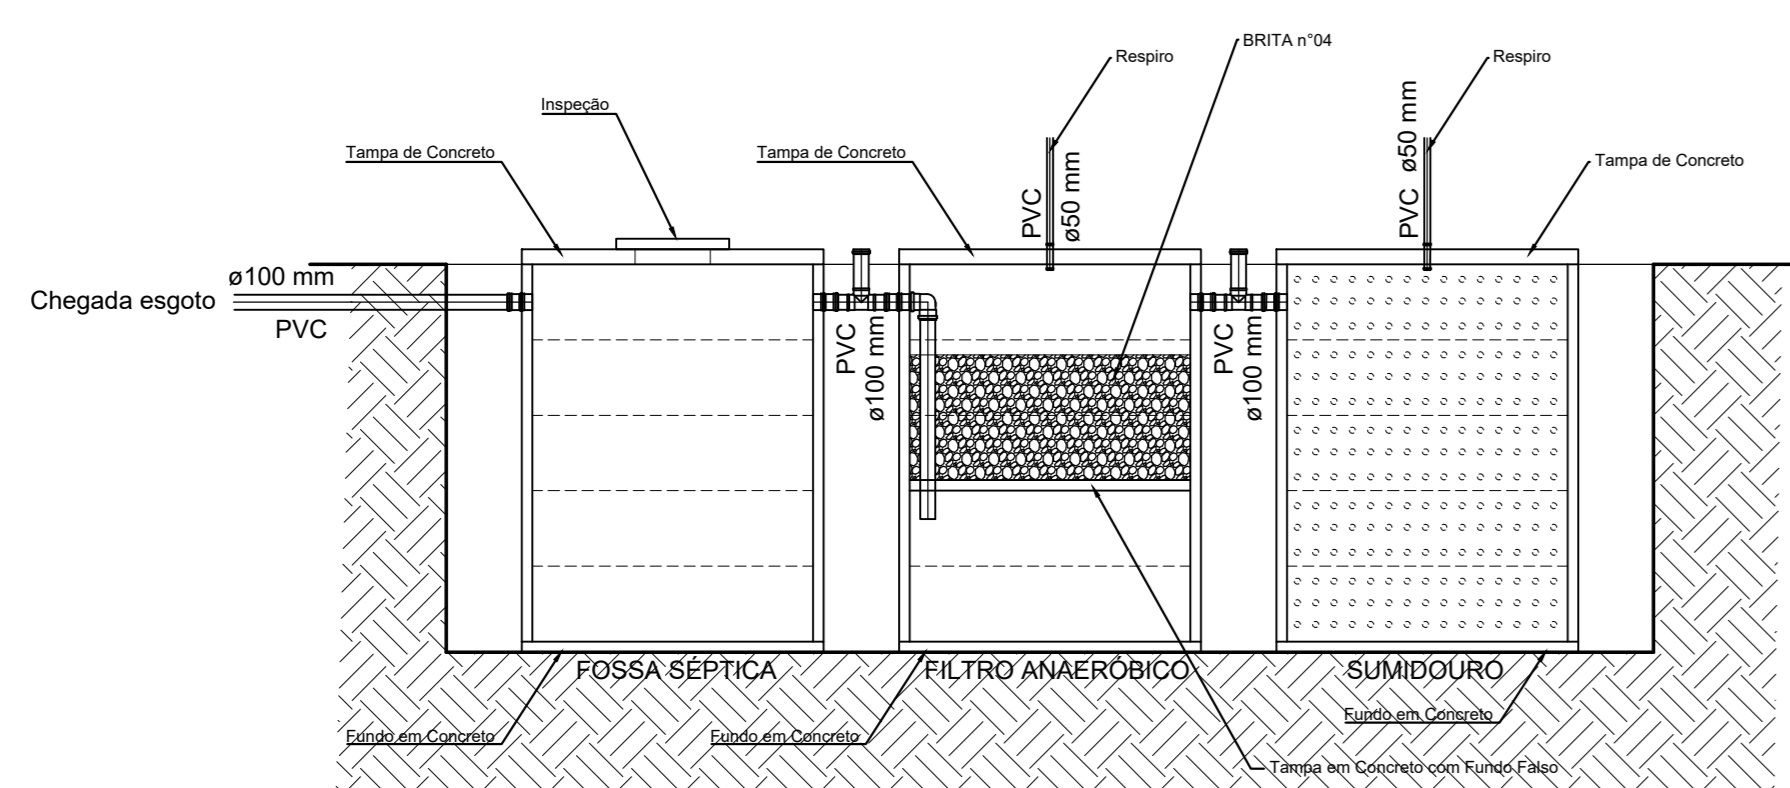 BRITA n°04
Respiro
Respiro
Inspeção
Tampa de Concreto
Tampa de Concreto
Tampa de Concreto
PVC
ø50 mm
PVC ø50 mm
ø100 mm
Chegada esgoto
PVC
PVC
ø100 mm
PVC
ø100 mm
FOSSA SÉPTICA
FILTRO ANAERÓBICO
SUMIDOURO
Fundo em Concreto
Fundo em Concreto
Fundo em Concreto
Tampa em Concreto com Fundo Falso